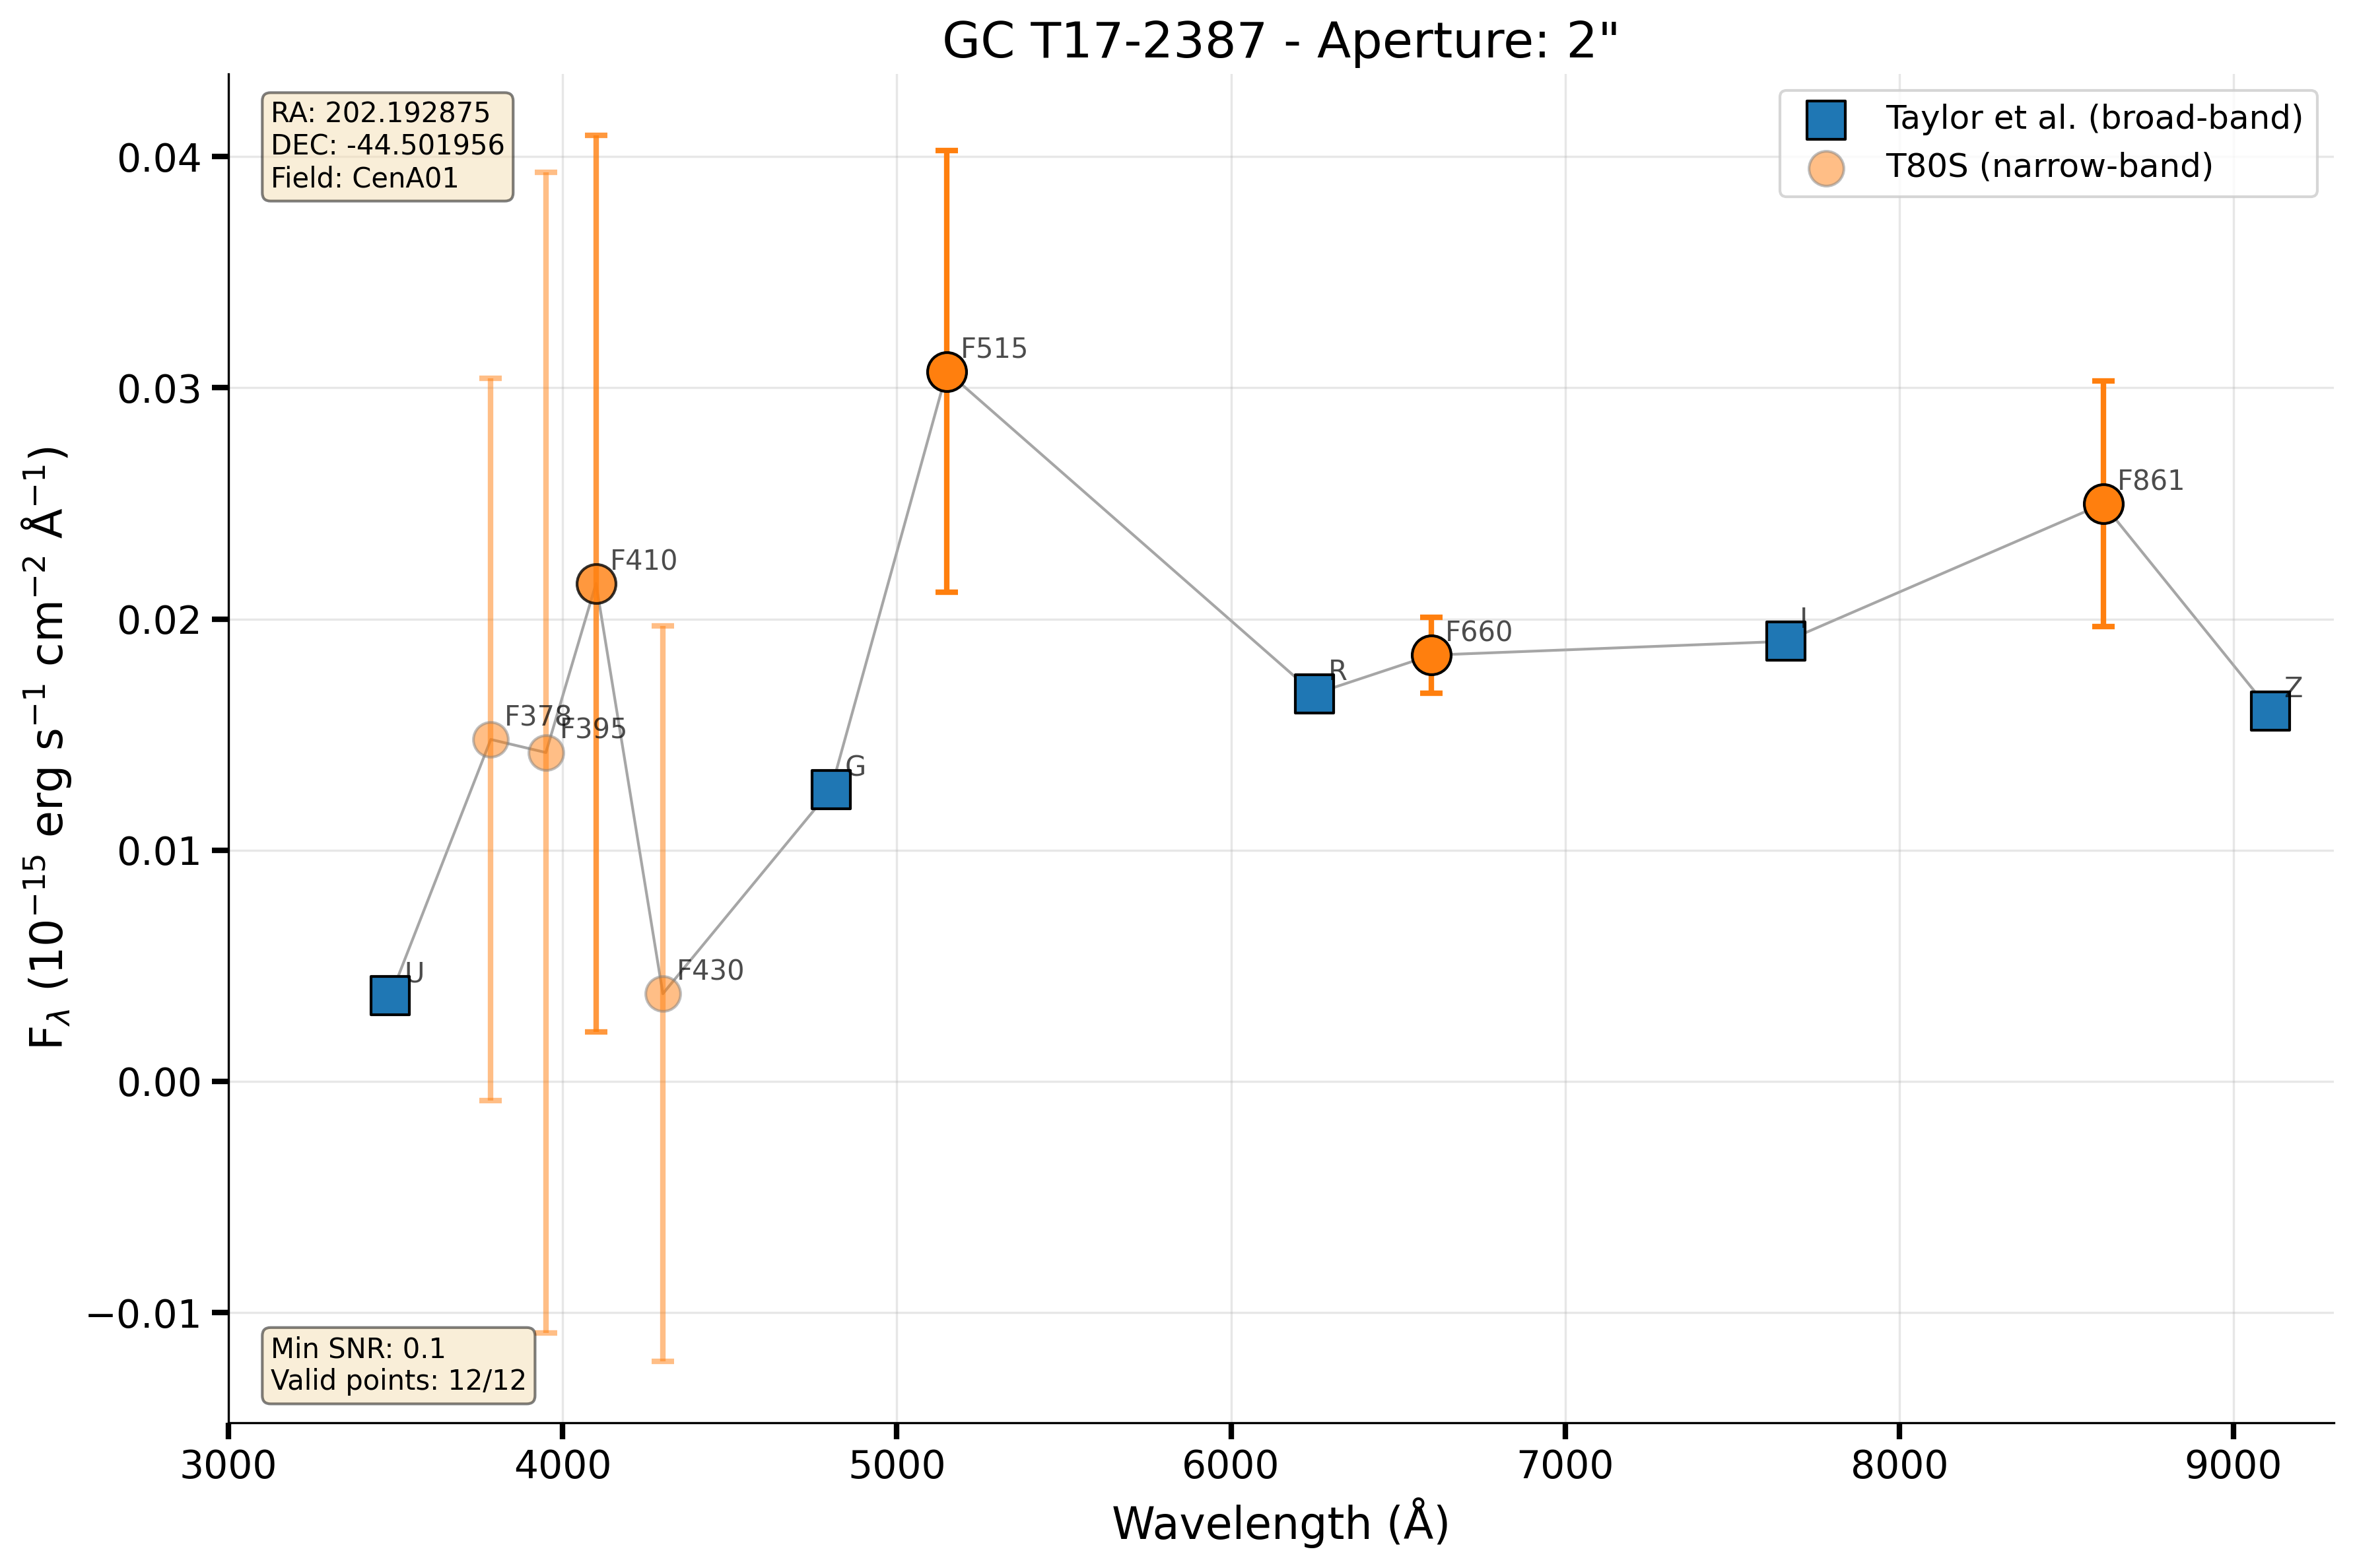 GC T17-2387 - Aperture: 2"
RA: 202.192875
DEC: -44.501956
Field: CenA01
Taylor et al. (broad-band)
T80S (narrow-band)
0.04
0.03
0.02
0.01
0.00
−0.01
F_λ (10⁻¹⁵ erg s⁻¹ cm⁻² Å⁻¹)
U
F378
F395
F410
F430
G
F515
R
F660
I
F861
Z
Min SNR: 0.1
Valid points: 12/12
3000 4000 5000 6000 7000 8000 9000
Wavelength (Å)